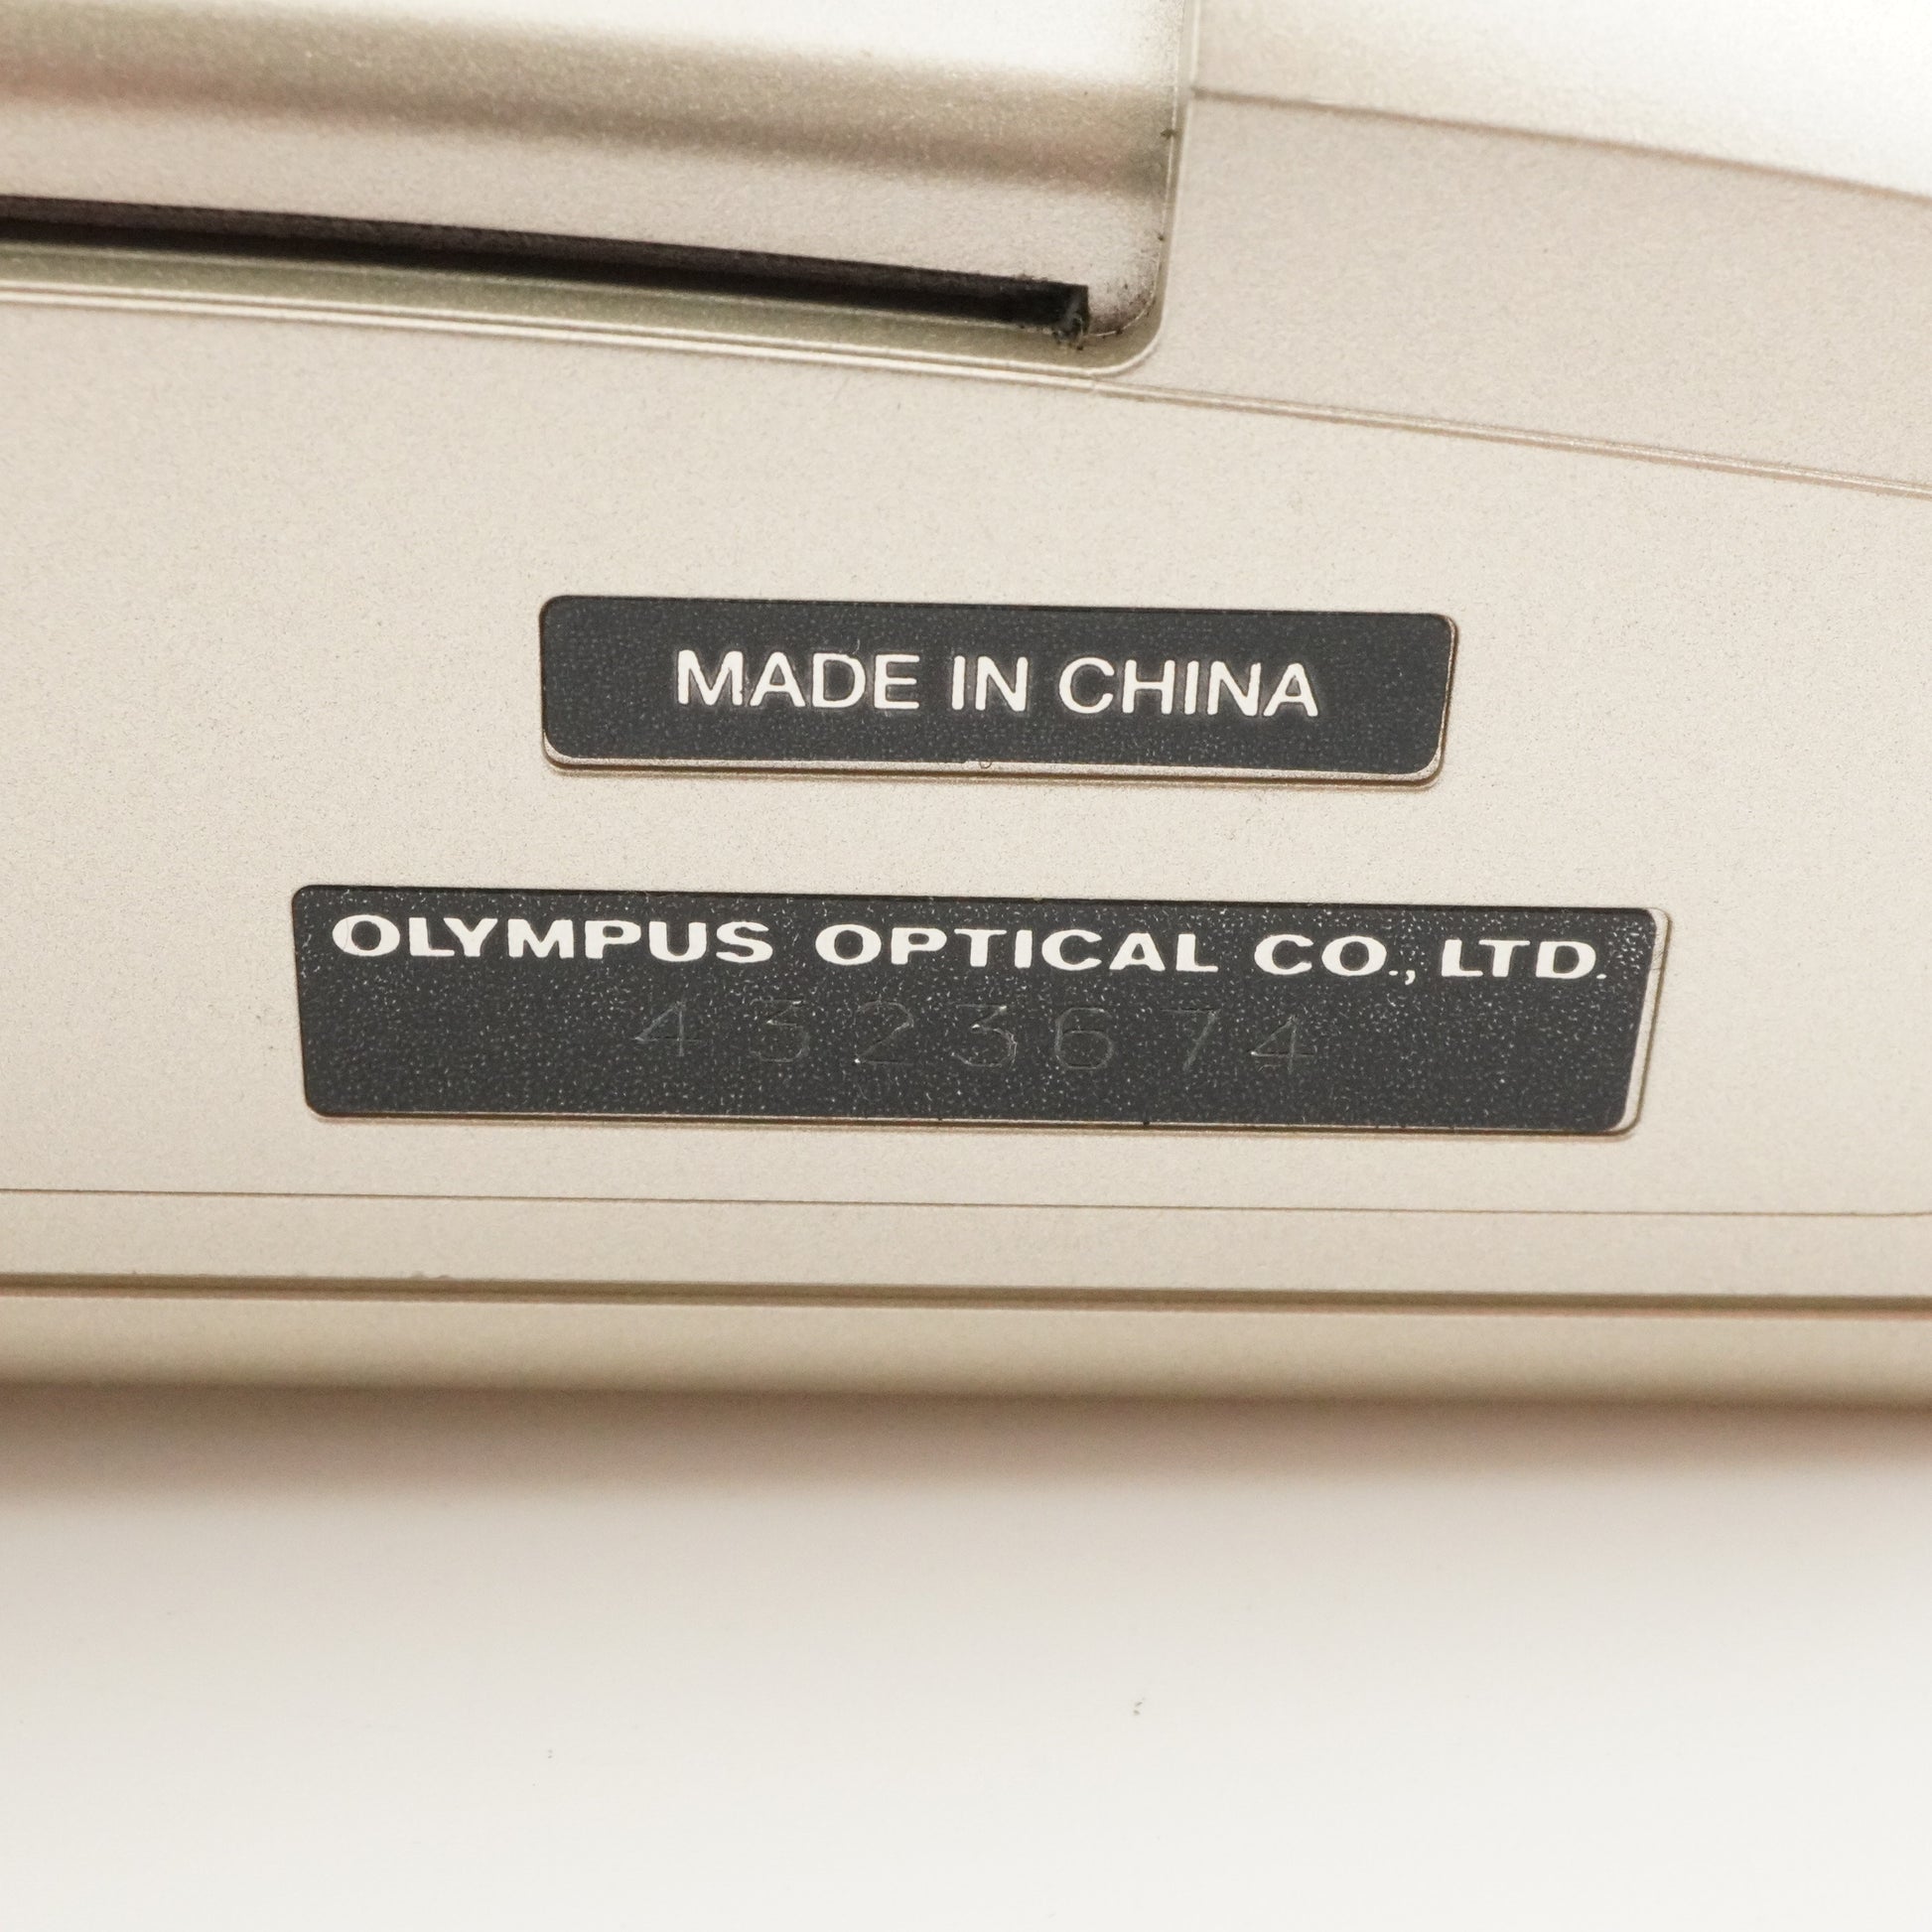 MADE IN CHINA
OLYMPUS OPTICAL CO., LTD.
4323674